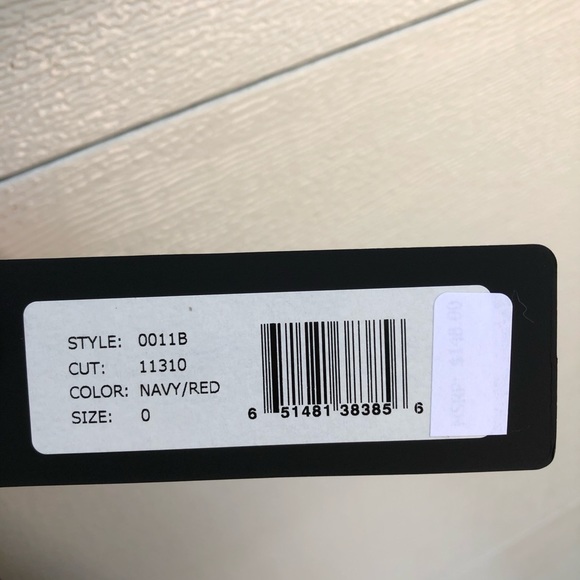 STYLE: 0011B
CUT: 11310
COLOR: NAVY/RED
SIZE: 0
6 51481 38385 6